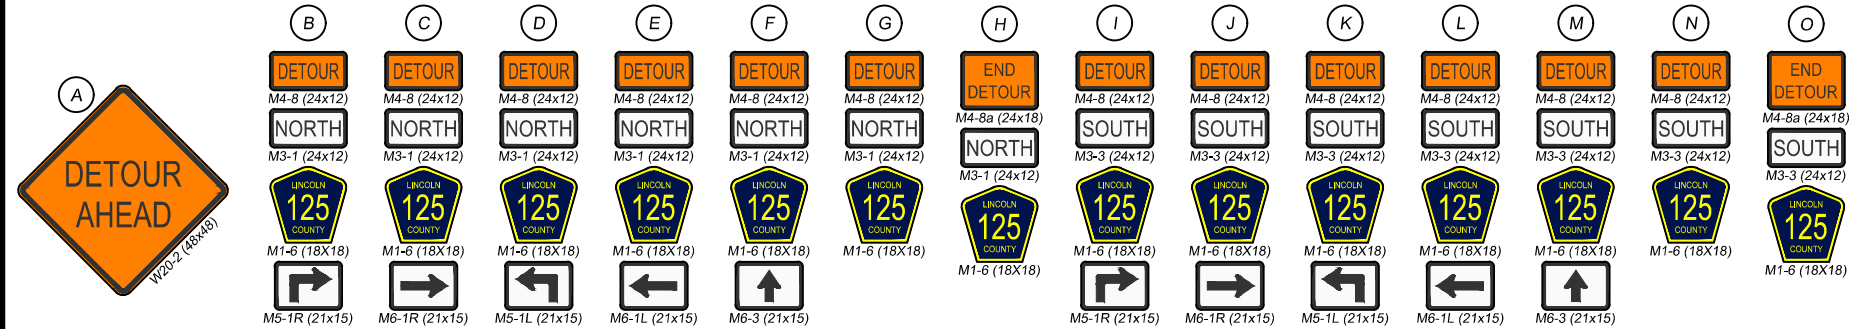 A
DETOUR
AHEAD
W20-2 (48x48)
B
DETOUR
M4-8 (24x12)
NORTH
M3-1 (24x12)
LINCOLN
125
COUNTY
M1-6 (18X18)
M5-1R (21x15)
C
DETOUR
M4-8 (24x12)
NORTH
M3-1 (24x12)
LINCOLN
125
COUNTY
M1-6 (18X18)
M6-1R (21x15)
D
DETOUR
M4-8 (24x12)
NORTH
M3-1 (24x12)
LINCOLN
125
COUNTY
M1-6 (18X18)
M5-1L (21x15)
E
DETOUR
M4-8 (24x12)
NORTH
M3-1 (24x12)
LINCOLN
125
COUNTY
M1-6 (18X18)
M6-1L (21x15)
F
DETOUR
M4-8 (24x12)
NORTH
M3-1 (24x12)
LINCOLN
125
COUNTY
M1-6 (18X18)
M6-3 (21x15)
G
DETOUR
M4-8 (24x12)
NORTH
M3-1 (24x12)
LINCOLN
125
COUNTY
M1-6 (18X18)
H
END
DETOUR
M4-8a (24x18)
NORTH
M3-1 (24x12)
LINCOLN
125
COUNTY
M1-6 (18X18)
I
DETOUR
M4-8 (24x12)
SOUTH
M3-3 (24x12)
LINCOLN
125
COUNTY
M1-6 (18X18)
M5-1R (21x15)
J
DETOUR
M4-8 (24x12)
SOUTH
M3-3 (24x12)
LINCOLN
125
COUNTY
M1-6 (18X18)
M6-1R (21x15)
K
DETOUR
M4-8 (24x12)
SOUTH
M3-3 (24x12)
LINCOLN
125
COUNTY
M1-6 (18X18)
M5-1L (21x15)
L
DETOUR
M4-8 (24x12)
SOUTH
M3-3 (24x12)
LINCOLN
125
COUNTY
M1-6 (18X18)
M6-1L (21x15)
M
DETOUR
M4-8 (24x12)
SOUTH
M3-3 (24x12)
LINCOLN
125
COUNTY
M1-6 (18X18)
M6-3 (21x15)
N
DETOUR
M4-8 (24x12)
SOUTH
M3-3 (24x12)
LINCOLN
125
COUNTY
M1-6 (18X18)
O
END
DETOUR
M4-8a (24x18)
SOUTH
M3-3 (24x12)
LINCOLN
125
COUNTY
M1-6 (18X18)